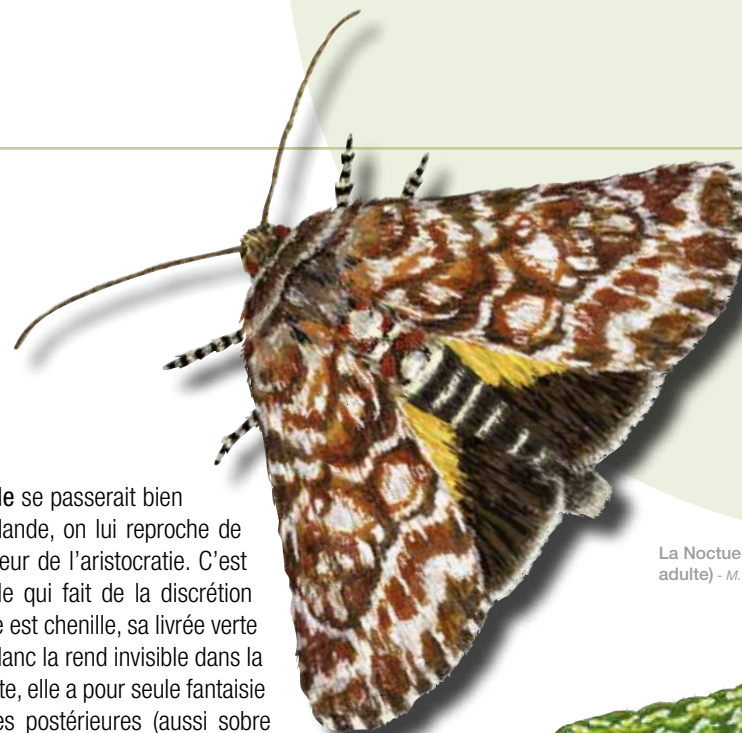 le se passerait bien
lande, on lui reproche de
eur de l’aristocratie. C’est
le qui fait de la discrétion
e est chenille, sa livrée verte
lanc la rend invisible dans la
te, elle a pour seule fantaisie
es postérieures (aussi sobre
La Noctue
adulte) - M.